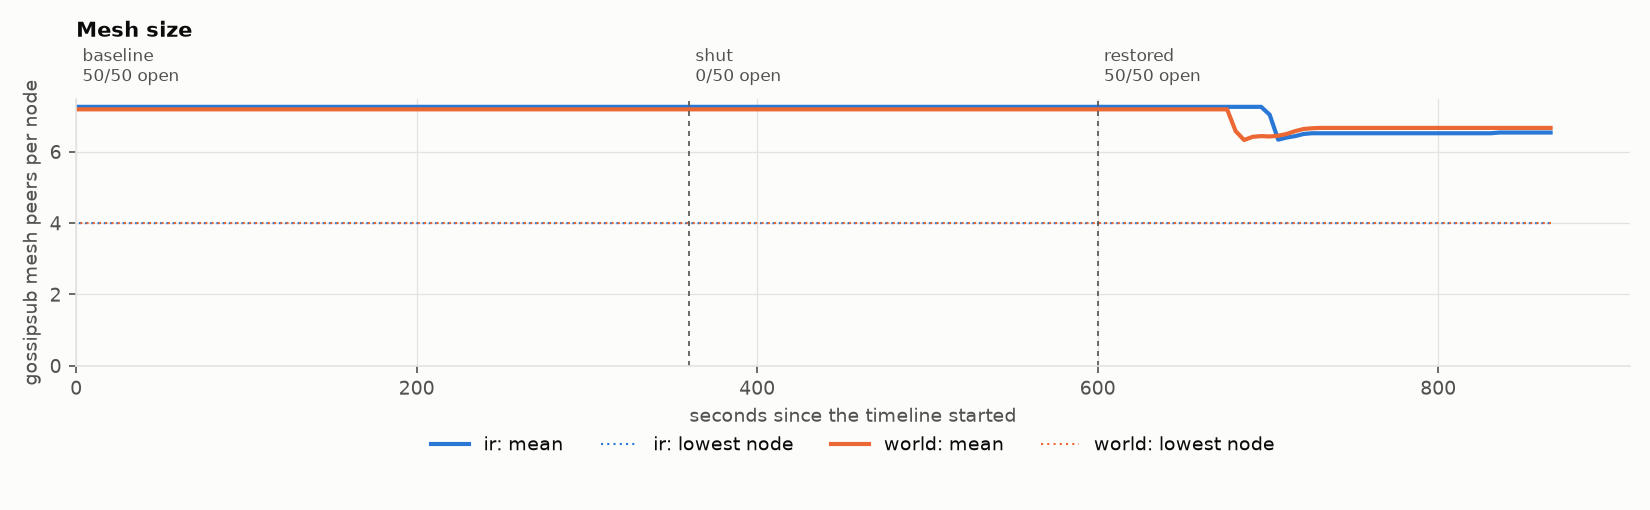 Mesh size
baseline
50/50 open
shut
0/50 open
restored
50/50 open
gossipsub mesh peers per node
6
4
2
0
0
200
400
600
800
seconds since the timeline started
ir: mean
ir: lowest node
world: mean
world: lowest node